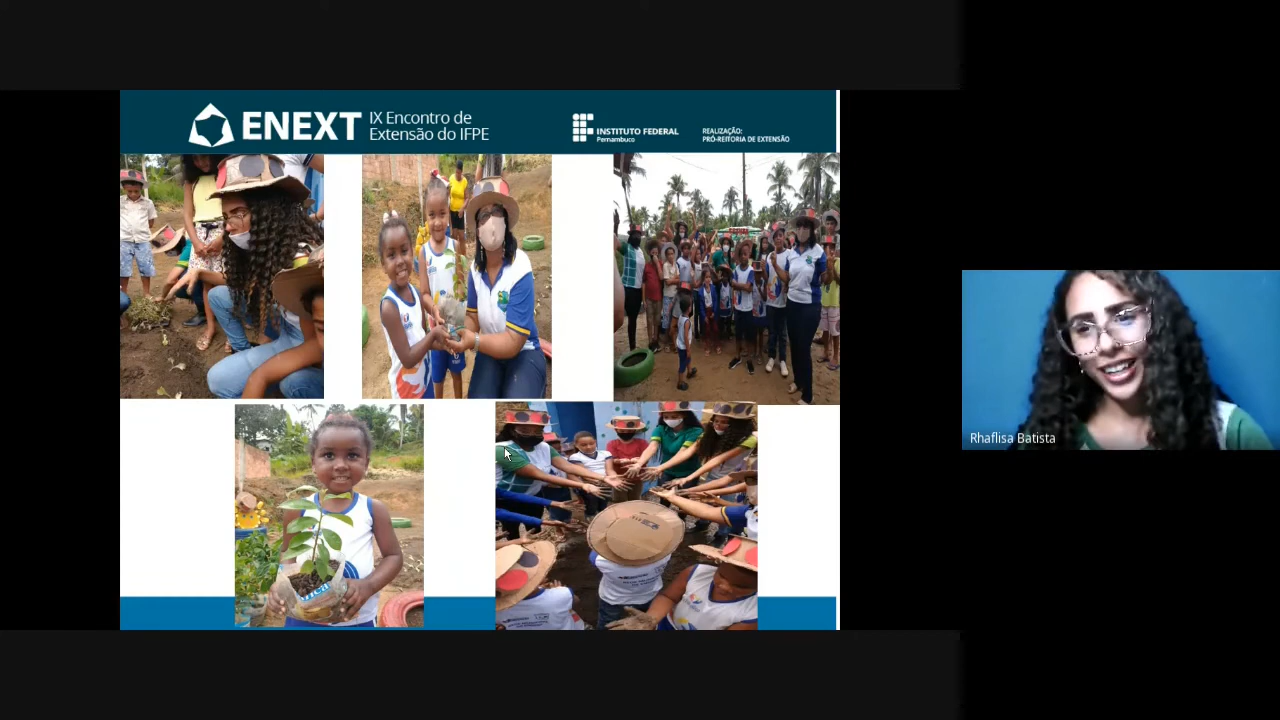 ENEXT
IX Encontro de
Extensão do IFPE
INSTITUTO FEDERAL
Pernambuco
REALIZAÇÃO:
PRÓ-REITORIA DE EXTENSÃO
Rhaflisa Batista